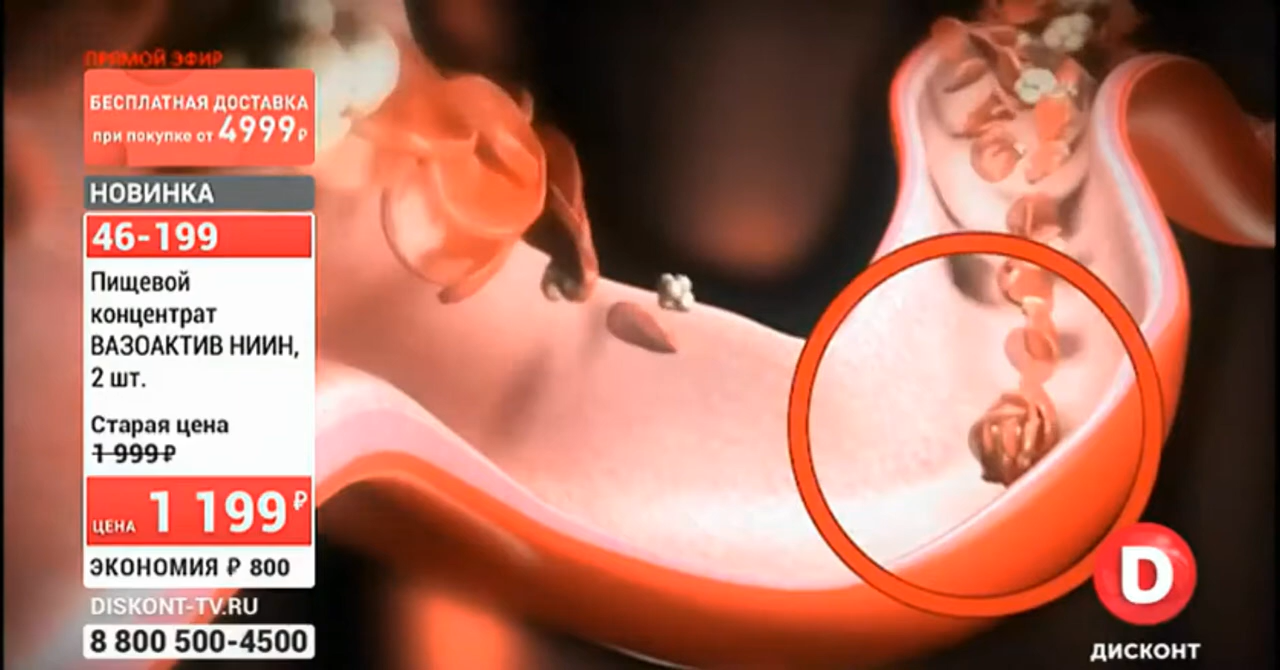 ПРЯМОЙ ЭФИР
БЕСПЛАТНАЯ ДОСТАВКА
при покупке от 4999₽
НОВИНКА
46-199
Пищевой
концентрат
ВАЗОАКТИВ НИИН,
2 шт.
Старая цена
1 999 ₽
ЦЕНА 1 199 ₽
ЭКОНОМИЯ ₽ 800
DISKONT-TV.RU
8 800 500-4500
D
ДИСКОНТ